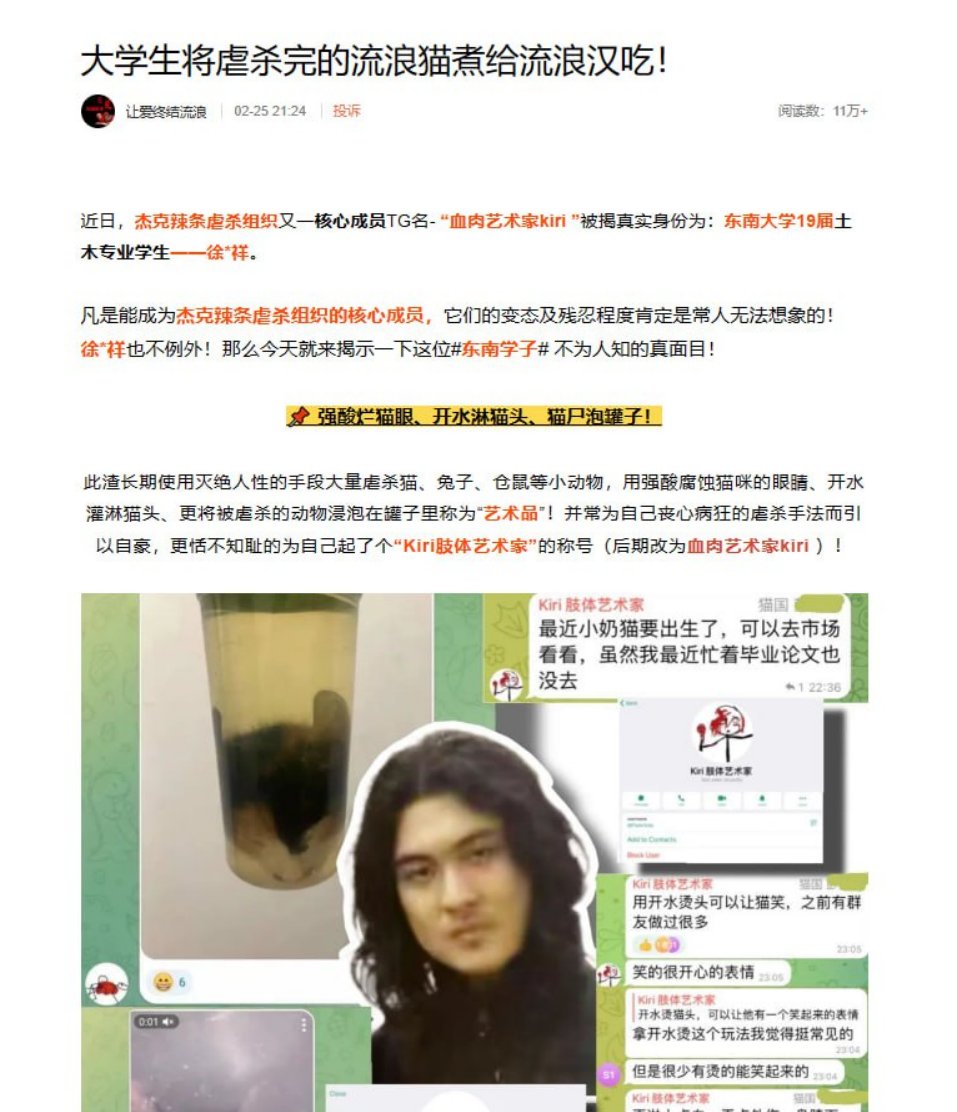 大学生将虐杀完的流浪猫煮给流浪汉吃！
让爱终结流浪 02-25 21:24 投诉 阅读数：11万+
近日，杰克辣条虐杀组织又一核心成员TG名- “血肉艺术家kiri ”被揭真实身份为：东南大学19届土
木专业学生——徐*祥。
凡是能成为杰克辣条虐杀组织的核心成员，它们的变态及残忍程度肯定是常人无法想象的！
徐*祥也不例外！那么今天就来揭示一下这位#东南学子# 不为人知的真面目！
📌 强酸烂猫眼、开水淋猫头、猫尸泡罐子！
此渣长期使用灭绝人性的手段大量虐杀猫、兔子、仓鼠等小动物，用强酸腐蚀猫咪的眼睛、开水
灌淋猫头、更将被虐杀的动物浸泡在罐子里称为“艺术品”！并常为自己丧心病狂的虐杀手法而引
以自豪，更恬不知耻的为自己起了个“Kiri肢体艺术家”的称号（后期改为血肉艺术家kiri ）！
Kiri 肢体艺术家 猫国
最近小奶猫要出生了，可以去市场
看看，虽然我最近忙着毕业论文也
没去
1 22:36
Kiri 肢体艺术家
Add to Contacts
Block User
😀 6
0:01
Kiri 肢体艺术家 猫国
用开水烫头可以让猫笑，之前有群
友做过很多
23:05
笑的很开心的表情 23:05
Kiri 肢体艺术家
开水烫猫头，可以让他有一个笑起来的表情
拿开水烫这个玩法我觉得挺常见的
23:04
S1
但是很少有烫的能笑起来的 23:04
Kiri 肢体艺术家 猫国
Close